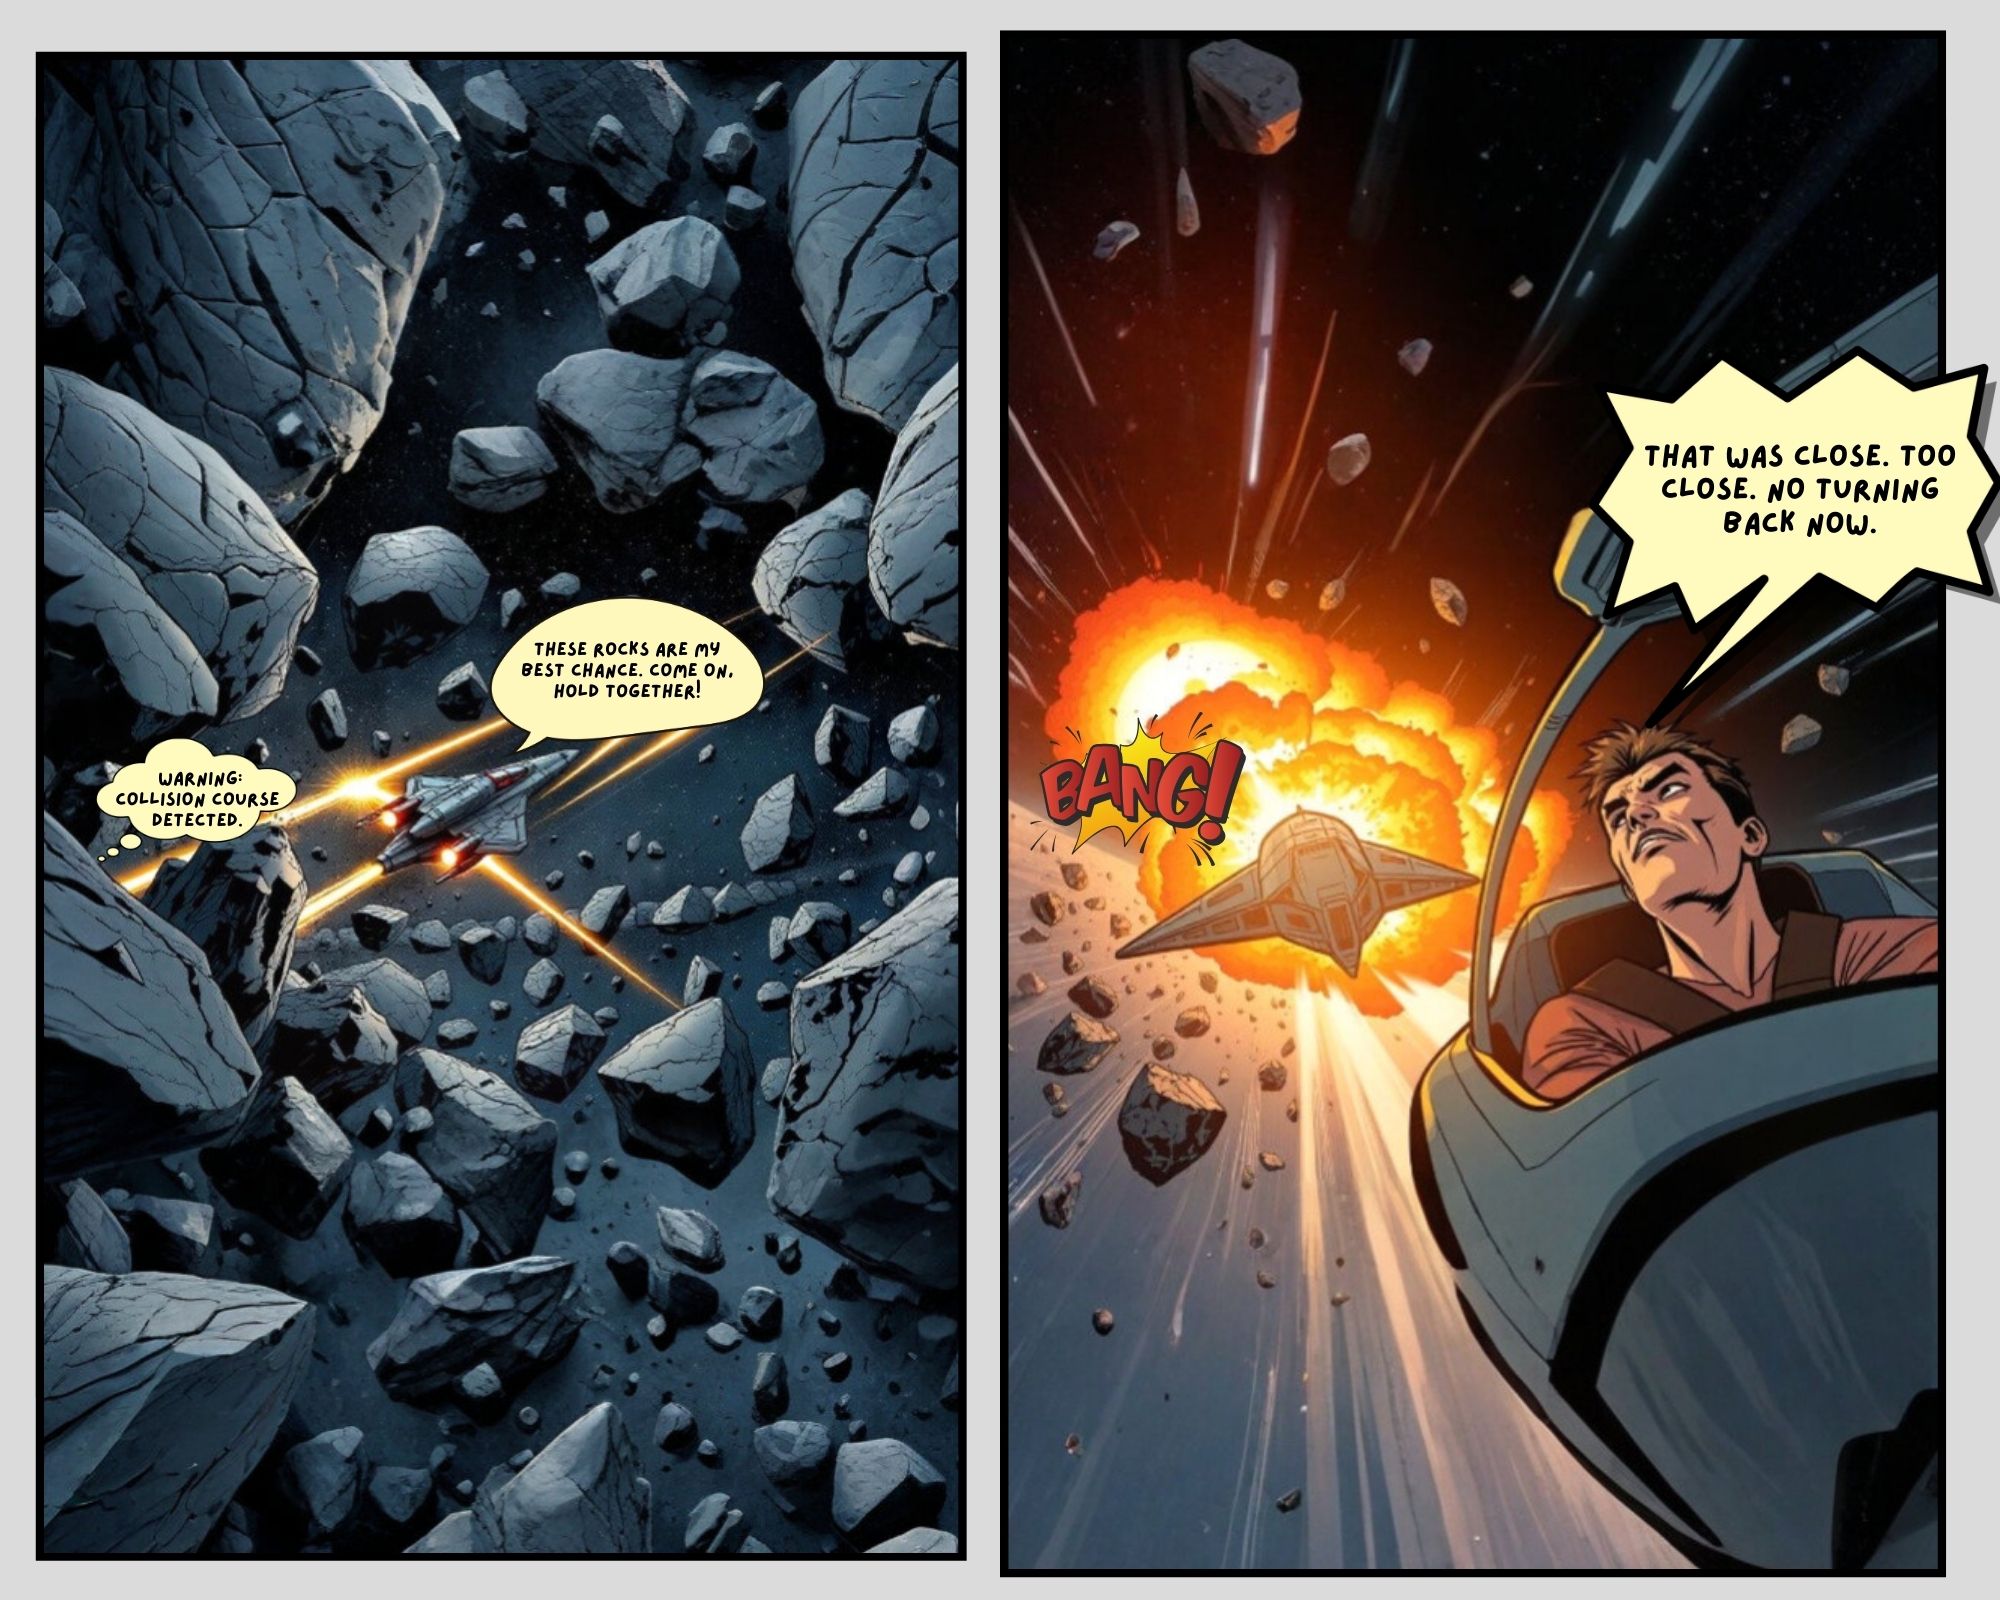 THESE ROCKS ARE MY
BEST CHANCE. COME ON,
HOLD TOGETHER!
WARNING:
COLLISION COURSE
DETECTED.
THAT WAS CLOSE. TOO
CLOSE. NO TURNING
BACK NOW.
BANG!